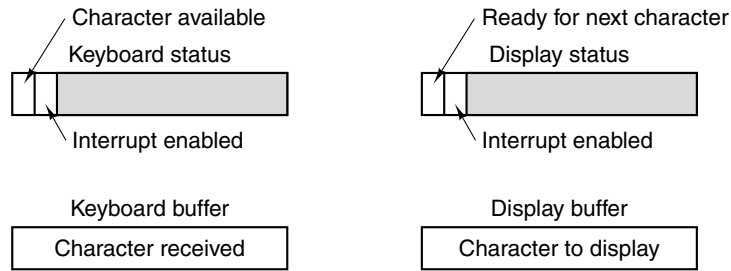 Character available
Keyboard status
Interrupt enabled
Keyboard buffer
Character received
Ready for next character
Display status
Interrupt enabled
Display buffer
Character to display